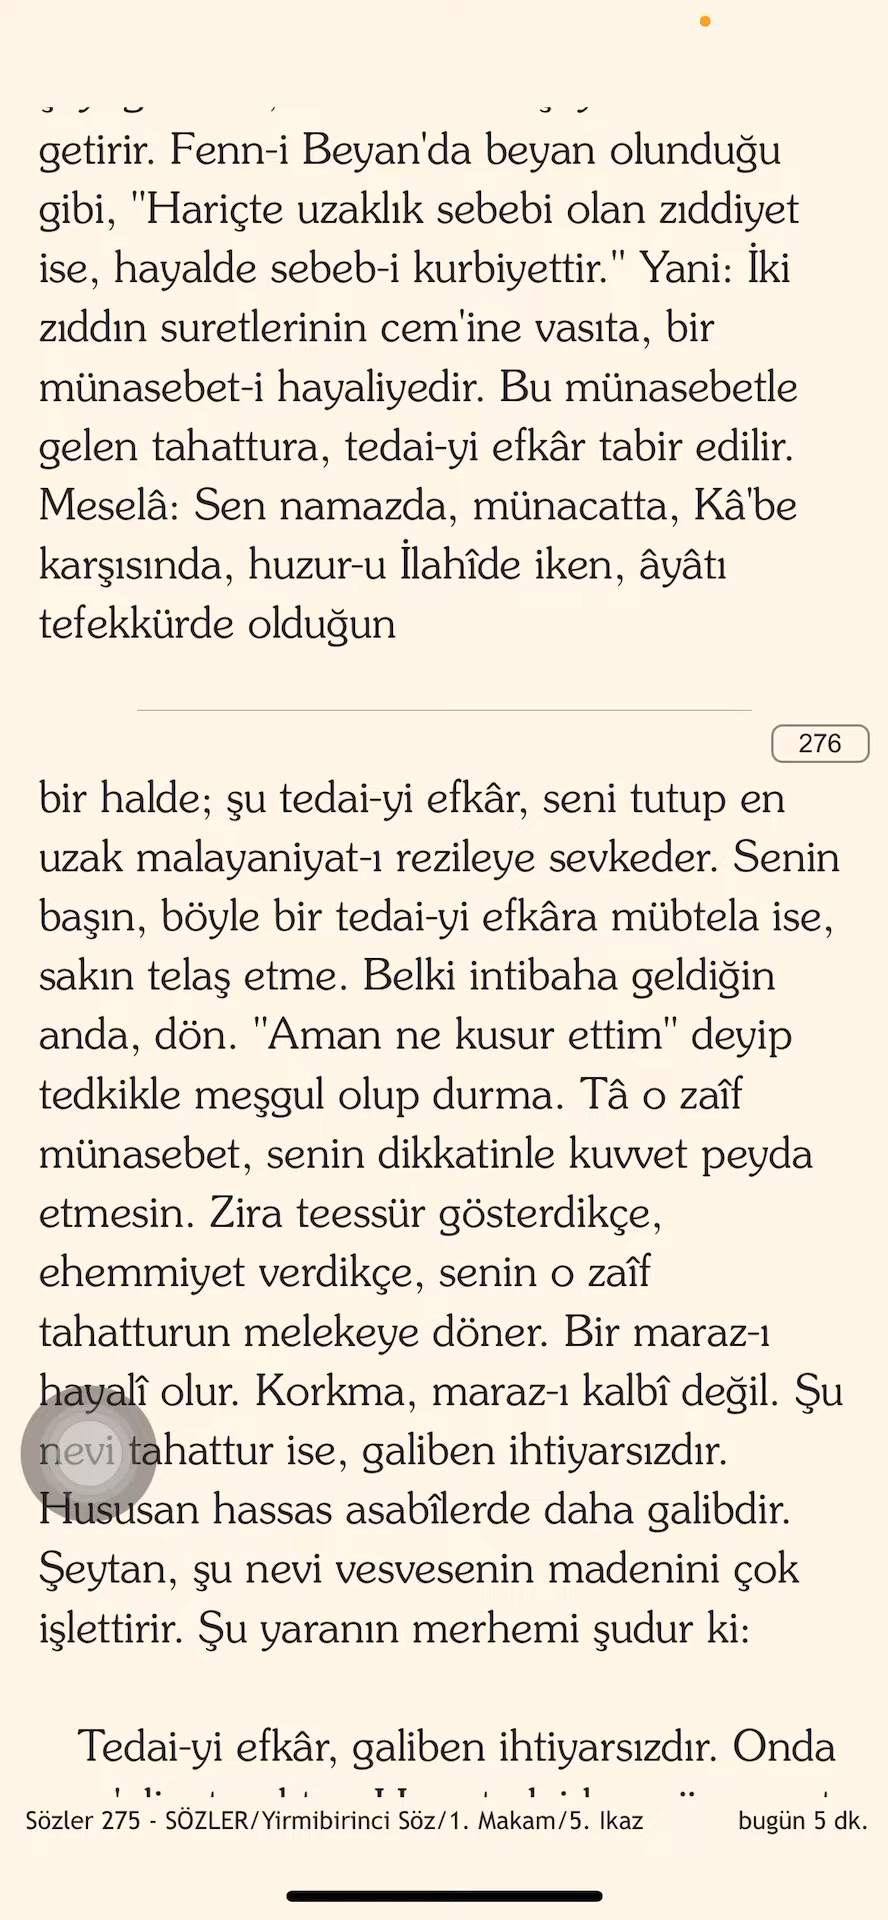 getirir. Fenn-i Beyan'da beyan olunduğu
gibi, "Hariçte uzaklık sebebi olan zıddiyet
ise, hayalde sebeb-i kurbiyettir." Yani: İki
zıddın suretlerinin cem'ine vasıta, bir
münasebet-i hayaliyedir. Bu münasebetle
gelen tahattura, tedai-yi efkâr tabir edilir.
Meselâ: Sen namazda, münacatta, Kâ'be
karşısında, huzur-u İlahîde iken, âyâtı
tefekkürde olduğun
276
bir halde; şu tedai-yi efkâr, seni tutup en
uzak malayaniyat-ı rezileye sevkeder. Senin
başın, böyle bir tedai-yi efkâra mübtela ise,
sakın telaş etme. Belki intibaha geldiğin
anda, dön. "Aman ne kusur ettim" deyip
tedkikle meşgul olup durma. Tâ o zaîf
münasebet, senin dikkatinle kuvvet peyda
etmesin. Zira teessür gösterdikçe,
ehemmiyet verdikçe, senin o zaîf
tahatturun melekeye döner. Bir maraz-ı
hayalî olur. Korkma, maraz-ı kalbî değil. Şu
nevi tahattur ise, galiben ihtiyarsızdır.
Hususan hassas asabîlerde daha galibdir.
Şeytan, şu nevi vesvesenin madenini çok
işlettirir. Şu yaranın merhemi şudur ki:
Tedai-yi efkâr, galiben ihtiyarsızdır. Onda
Sözler 275 - SÖZLER/Yirmibirinci Söz/1. Makam/5. Ikaz
bugün 5 dk.